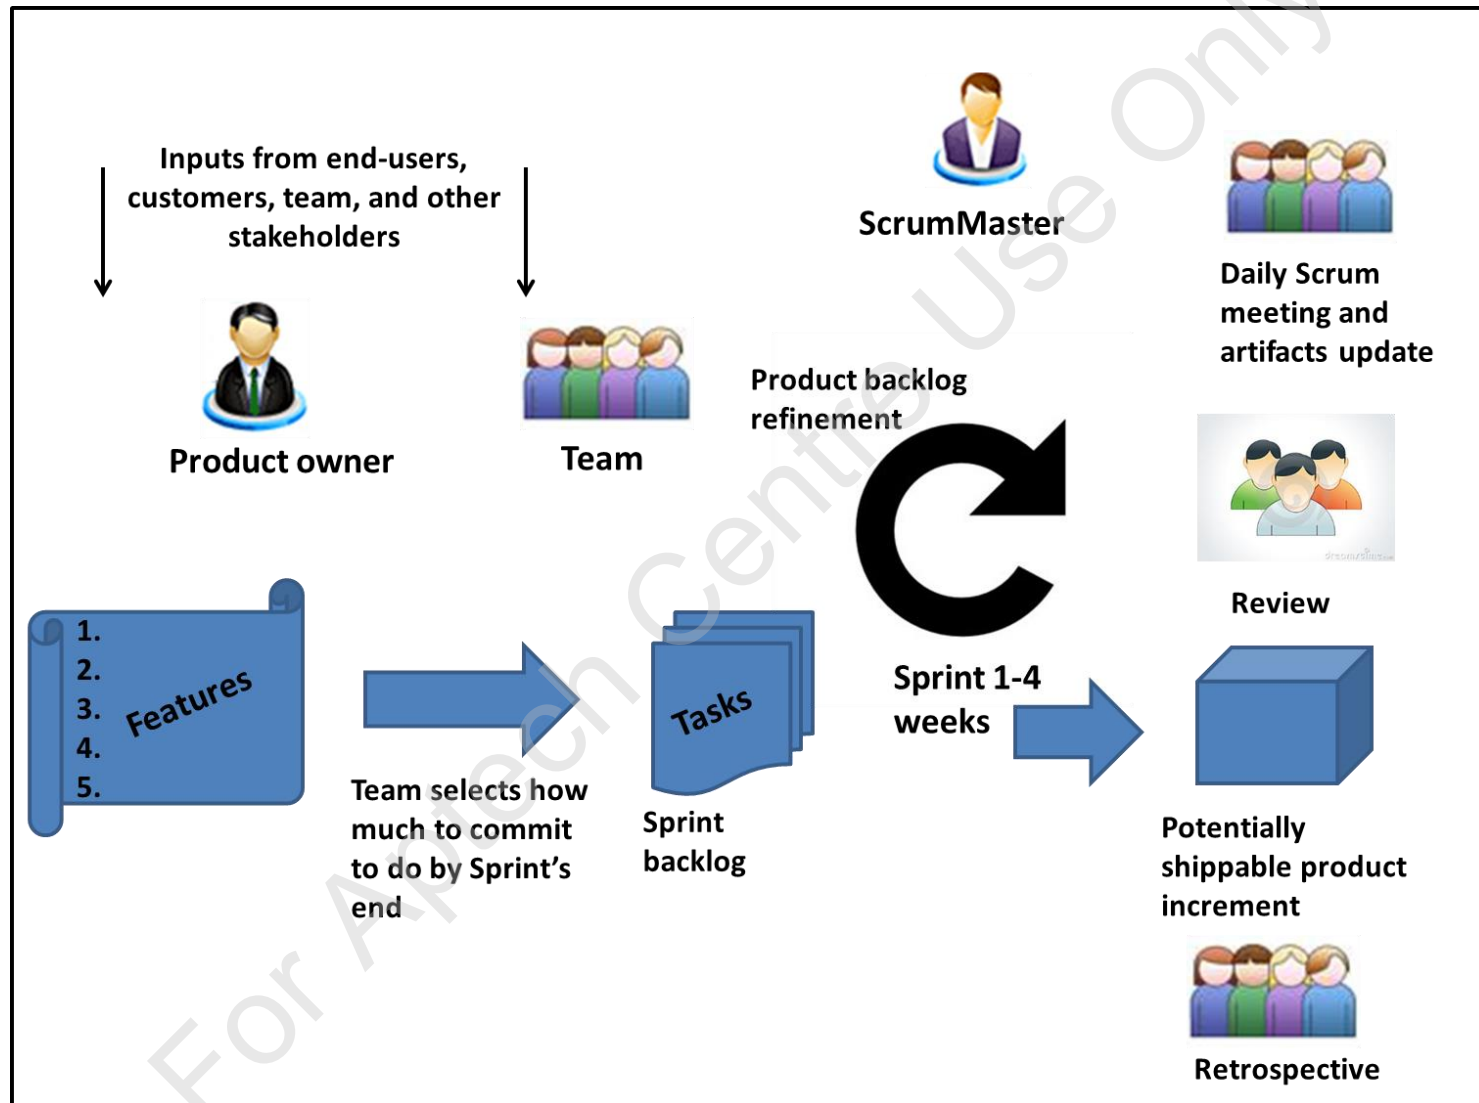 Inputs from end-users,
customers, team, and other
stakeholders
Product owner
Team
ScrumMaster
Daily Scrum
meeting and
artifacts update
Product backlog
refinement
dreamstime
Review
1.
2.
3.
4.
5.
Features
Team selects how
much to commit
to do by Sprint's
end
Tasks
Sprint
backlog
Sprint 1-4
weeks
Potentially
shippable product
increment
Retrospective
For Aptech Centre Use Only